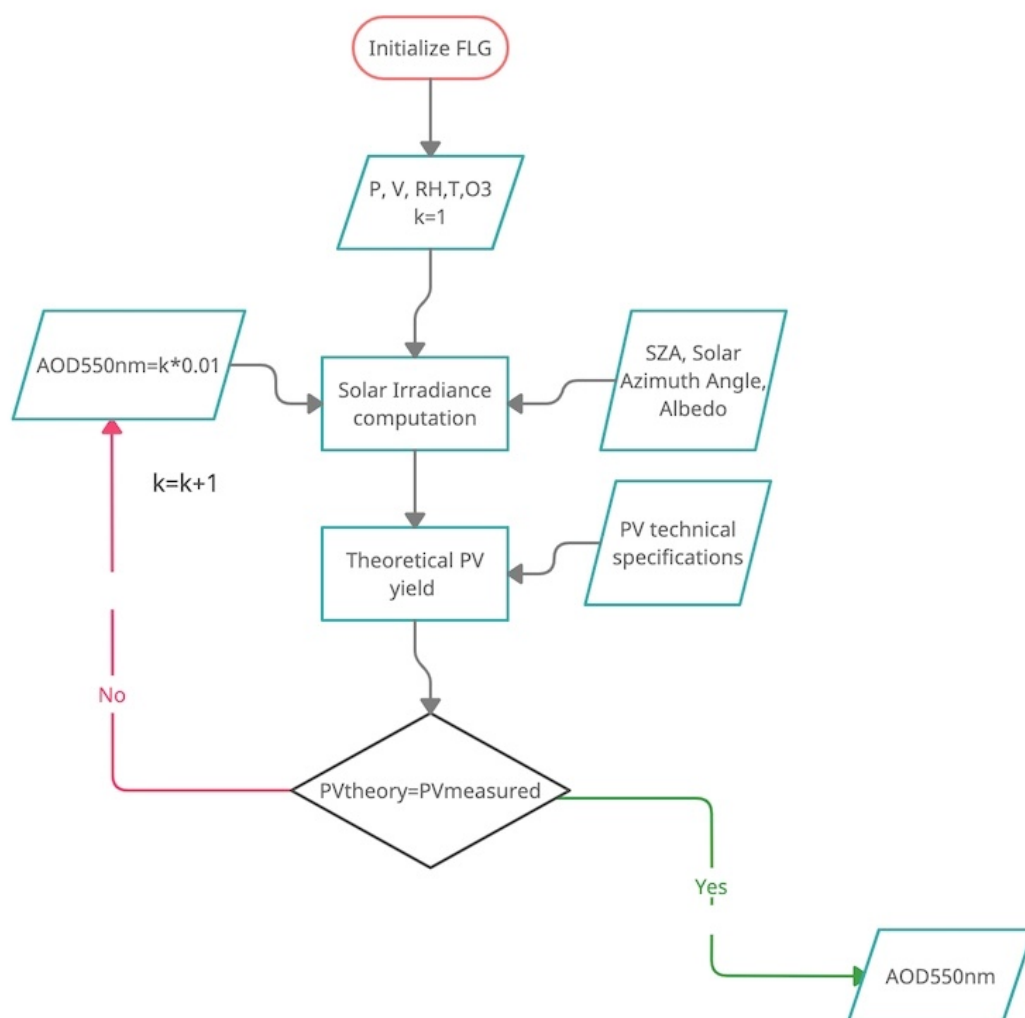 Initialize FLG
P, V, RH,T,O3
k=1
AOD550nm=k*0.01
Solar Irradiance
computation
SZA, Solar
Azimuth Angle,
Albedo
k=k+1
Theoretical PV
yield
PV technical
specifications
No
PVtheory=PVmeasured
Yes
AOD550nm